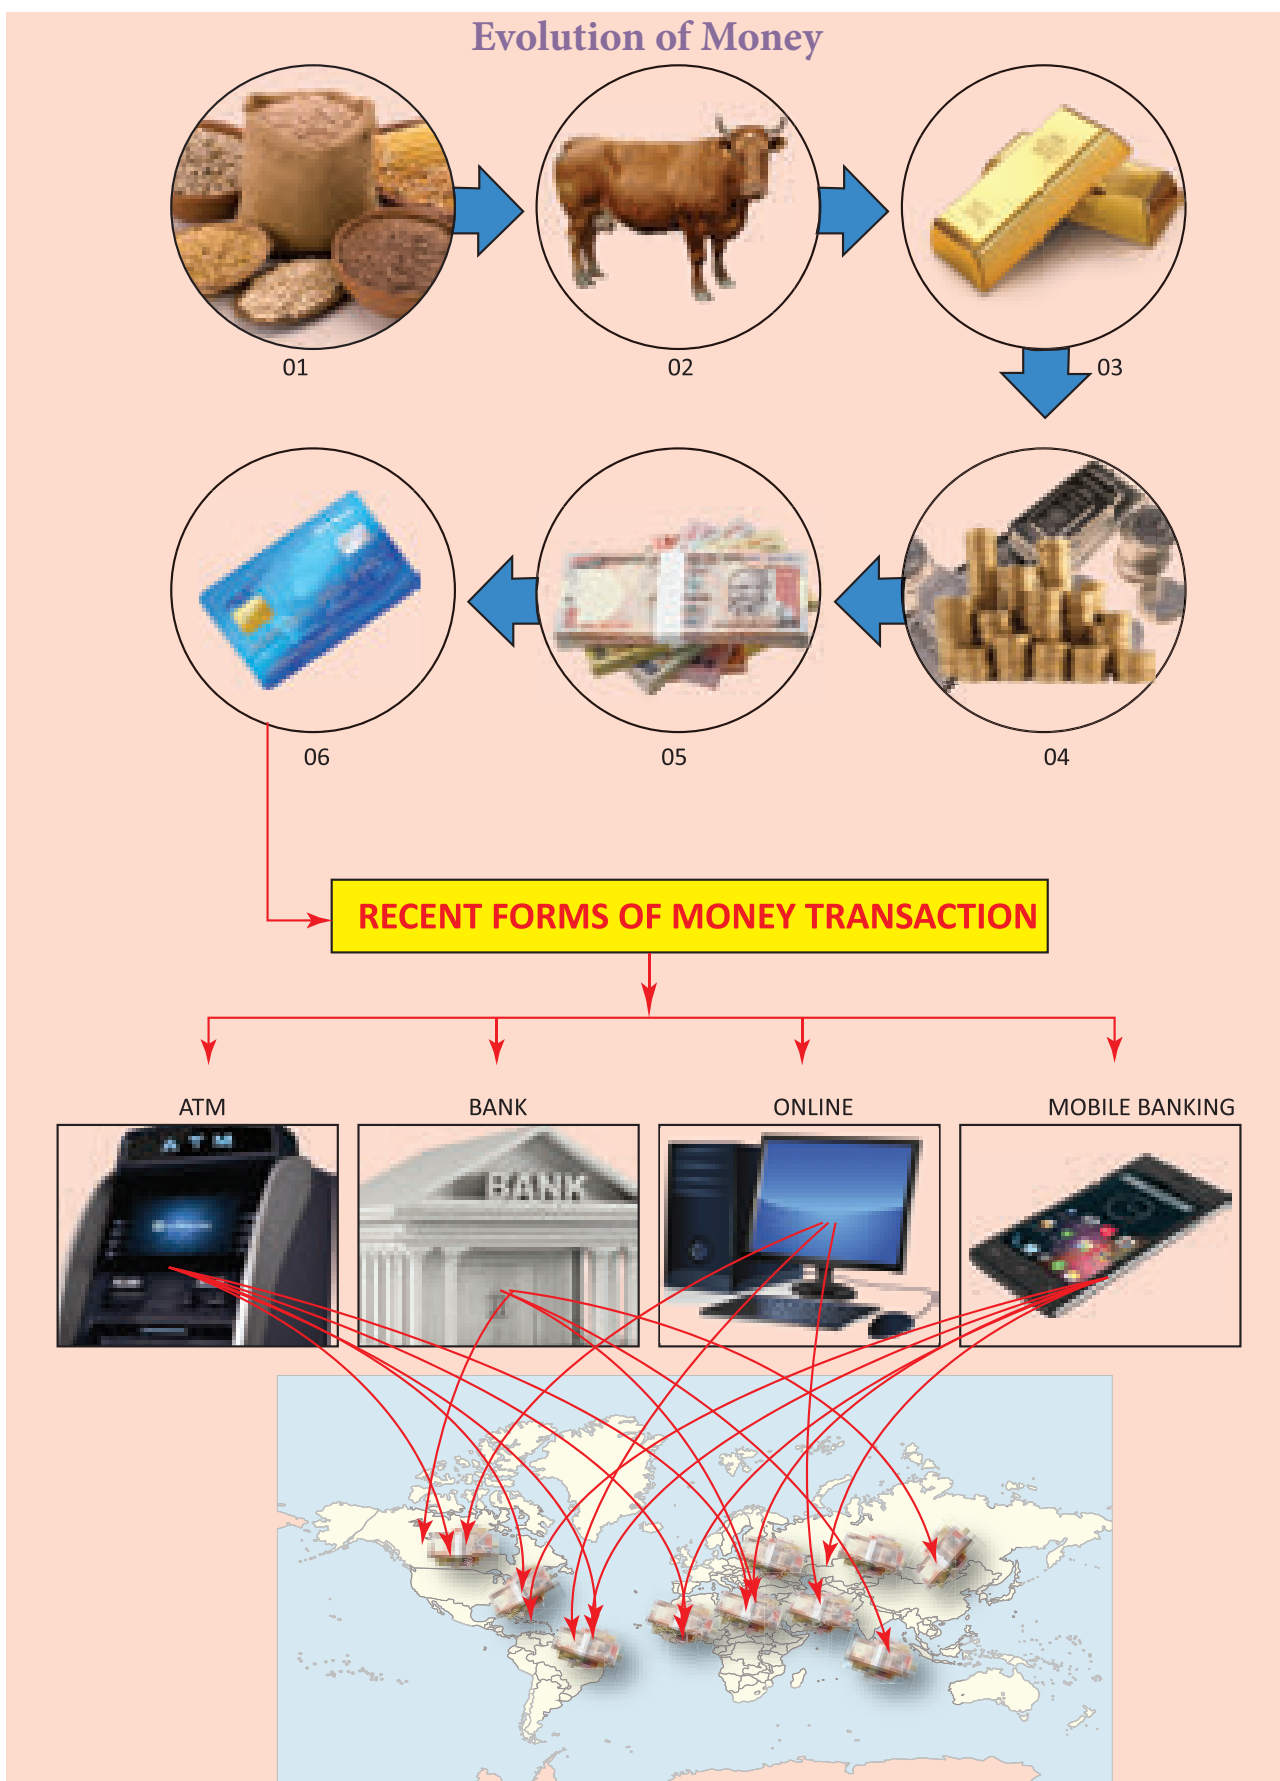 Evolution of Money
01
02
03
06
05
04
RECENT FORMS OF MONEY TRANSACTION
ATM
BANK
ONLINE
MOBILE BANKING
ATM
BANK